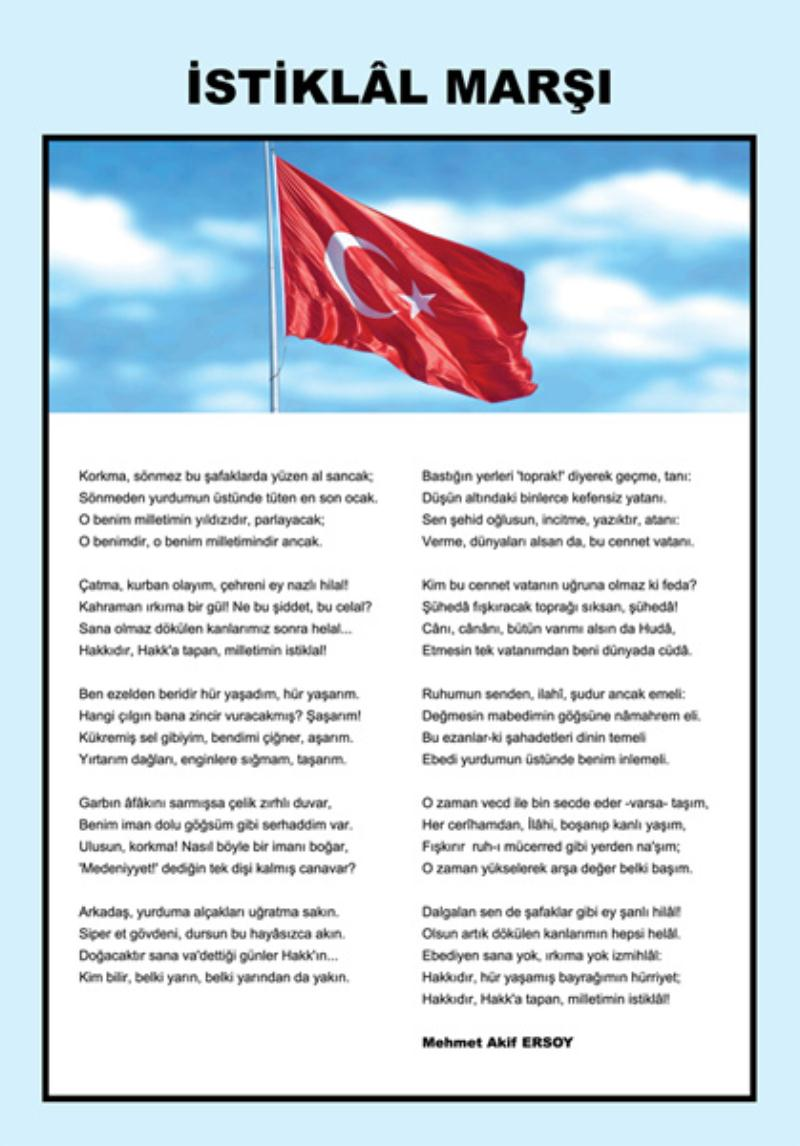 İSTİKLÂL MARŞI
Korkma, sönmez bu şafaklarda yüzen al sancak;
Sönmeden yurdumun üstünde tüten en son ocak.
O benim milletimin yıldızıdır, parlayacak;
O benimdir, o benim milletimindir ancak.
Çatma, kurban olayım, çehreni ey nazlı hilal!
Kahraman ırkıma bir gül! Ne bu şiddet, bu celal?
Sana olmaz dökülen kanlarımız sonra helal...
Hakkıdır, Hakk'a tapan, milletimin istiklal!
Ben ezelden beridir hür yaşadım, hür yaşarım.
Hangi çılgın bana zincir vuracakmış? Şaşarım!
Kükremiş sel gibiyim, bendimi çiğner, aşarım.
Yırtarım dağları, enginlere sığmam, taşarım.
Garbın âfâkını sarmışsa çelik zırhlı duvar,
Benim iman dolu göğsüm gibi serhaddim var.
Ulusun, korkma! Nasıl böyle bir imanı boğar,
'Medeniyyet!' dediğin tek dişi kalmış canavar?
Arkadaş, yurduma alçakları uğratma sakın.
Siper et gövdeni, dursun bu hayâsızca akın.
Doğacaktır sana va'dettiği günler Hakk'ın...
Kim bilir, belki yarın, belki yarından da yakın.
Bastığın yerleri 'toprak!' diyerek geçme, tanı:
Düşün altındaki binlerce kefensiz yatanı.
Sen şehid oğlusun, incitme, yazıktır, atanı:
Verme, dünyaları alsan da, bu cennet vatanı.
Kim bu cennet vatanın uğruna olmaz ki feda?
Şühedâ fışkıracak toprağı sıksan, şühedâ!
Cânı, cânânı, bütün varımı alsın da Hudâ,
Etmesin tek vatanımdan beni dünyada cüdâ.
Ruhumun senden, ilahî, şudur ancak emeli:
Değmesin mabedimin göğsüne nâmahrem eli.
Bu ezanlar-ki şahadetleri dinin temeli
Ebedi yurdumun üstünde benim inlemeli.
O zaman vecd ile bin secde eder -varsa- taşım,
Her cerîhamdan, İlâhi, boşanıp kanlı yaşım,
Fışkırır ruh-ı mücerred gibi yerden na'şım;
O zaman yükselerek arşa değer belki başım.
Dalgalan sen de şafaklar gibi ey şanlı hilâl!
Olsun artık dökülen kanlarımın hepsi helâl.
Ebediyen sana yok, ırkıma yok izmihlâl:
Hakkıdır, hür yaşamış bayrağımın hürriyet;
Hakkıdır, Hakk'a tapan, milletimin istiklâl!
Mehmet Akif ERSOY